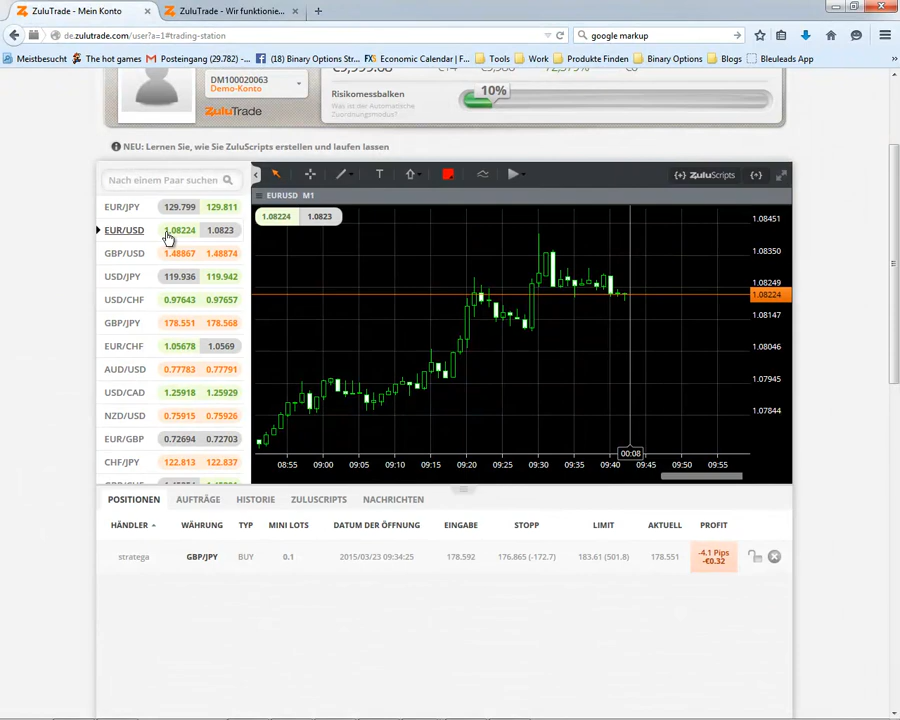 ZuluTrade - Mein Konto
ZuluTrade - Wir funktionie...
de.zulutrade.com/user?a=1#trading-station
google markup
Meistbesucht
Erste Schritte
Posteingang (29.782) -...
(18) Binary Options Str...
Economic Calendar | F...
Tools
Work
Produkte Finden
Binary Options
Blogs
Bleuleads App
DM100020063
Demo-Konto
ZuluTrade
Risikomessbalken
Was ist der Automatische
Zuordnungsmodus?
10%
NEU: Lernen Sie, wie Sie ZuluScripts erstellen und laufen lassen
Nach einem Paar suchen
T
{+} ZuluScripts
{+}
EURUSD M1
1.08224 1.0823
EUR/JPY 129.799 129.811
EUR/USD 1.08224 1.0823
GBP/USD 1.48867 1.48874
USD/JPY 119.936 119.942
USD/CHF 0.97643 0.97657
GBP/JPY 178.551 178.568
EUR/CHF 1.05678 1.0569
AUD/USD 0.77783 0.77791
USD/CAD 1.25918 1.25929
NZD/USD 0.75915 0.75926
EUR/GBP 0.72694 0.72703
CHF/JPY 122.813 122.837
1.08451
1.08350
1.08249
1.08224
1.08147
1.08046
1.07945
1.07844
00:08
08:55 09:00 09:05 09:10 09:15 09:20 09:25 09:30 09:35 09:40 09:45 09:50 09:55
POSITIONEN AUFTRÄGE HISTORIE ZULUSCRIPTS NACHRICHTEN
HÄNDLER WÄHRUNG TYP MINI LOTS DATUM DER ÖFFNUNG EINGABE STOPP LIMIT AKTUELL PROFIT
stratega GBP/JPY BUY 0.1 2015/03/23 09:34:25 178.592 176.865 (-172.7) 183.61 (501.8) 178.551 -4.1 Pips
-€0.32